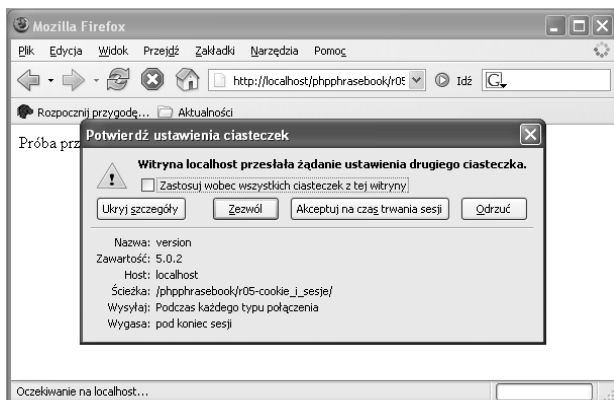 Mozilla Firefox
Plik Edycja Widok Przejdź Zakładki Narzędzia Pomoc
http://localhost/phpphrasebook/r05 Idź G
Rozpocznij przygodę... Aktualności
Próba prz
Potwierdź ustawienia ciasteczek
Witryna localhost przesłała żądanie ustawienia drugiego ciasteczka.
Zastosuj wobec wszystkich ciasteczek z tej witryny
Ukryj szczegóły Zezwól Akceptuj na czas trwania sesji Odrzuć
Nazwa: version
Zawartość: 5.0.2
Host: localhost
Ścieżka: /phpphrasebook/r05-cookie_i_sesje/
Wysyłaj: Podczas każdego typu połączenia
Wygasa: pod koniec sesji
Oczekiwanie na localhost...